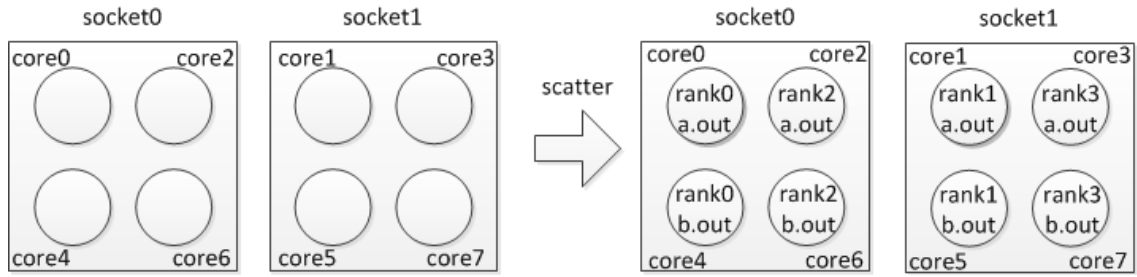 socket0
socket1
core0
core2
core4
core6
core1
core3
core5
core7
scatter
socket0
socket1
core0
core2
rank0
a.out
rank2
a.out
rank0
b.out
rank2
b.out
core4
core6
core1
core3
rank1
a.out
rank3
a.out
rank1
b.out
rank3
b.out
core5
core7